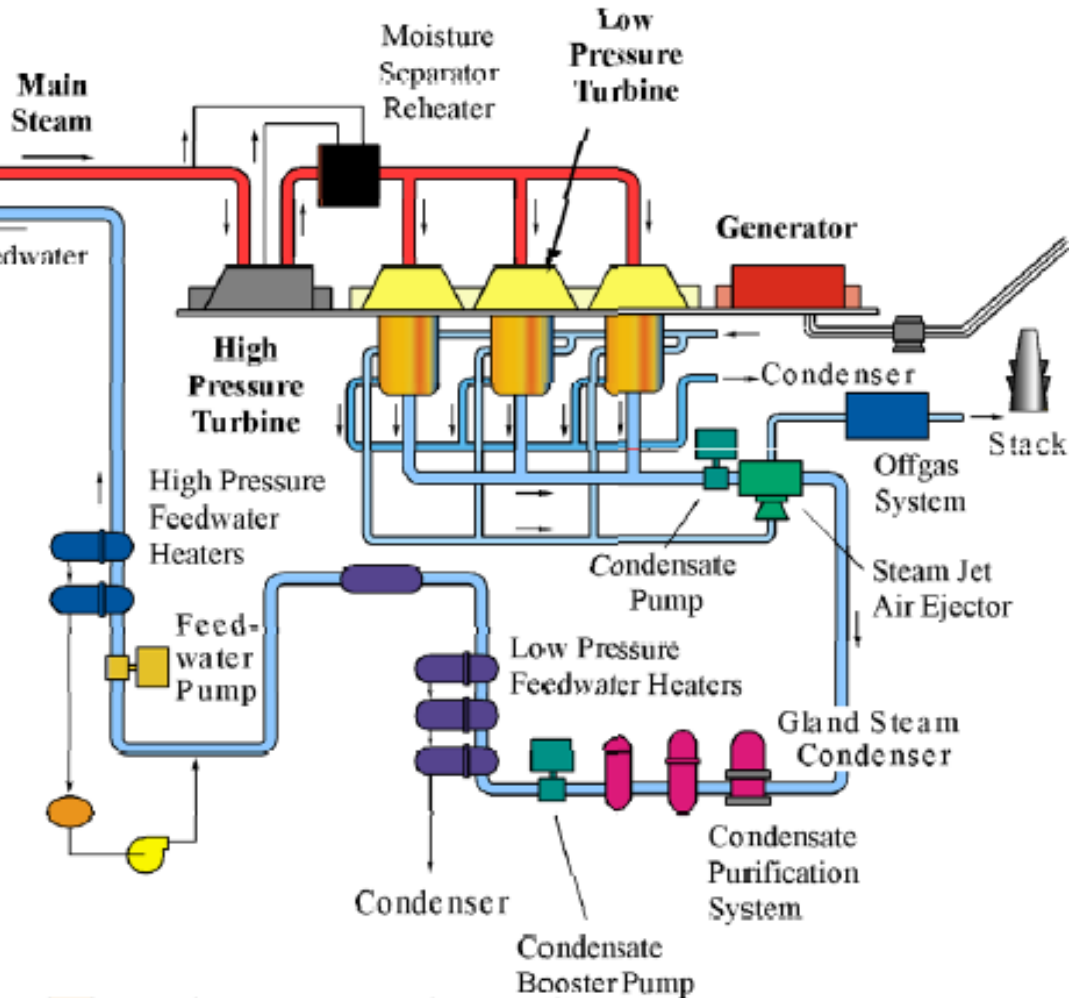 Low
Pressure
Turbine
Moisture
Separator
Reheater
Main
Steam
Generator
edwater
High
Pressure
Turbine
Condenser
Stack
Offgas
System
High Pressure
Feedwater
Heaters
Condensate
Pump
Steam Jet
Air Ejector
Feed-
water
Pump
Low Pressure
Feedwater Heaters
Gland Steam
Condenser
Condensate
Purification
System
Condenser
Condensate
Booster Pump